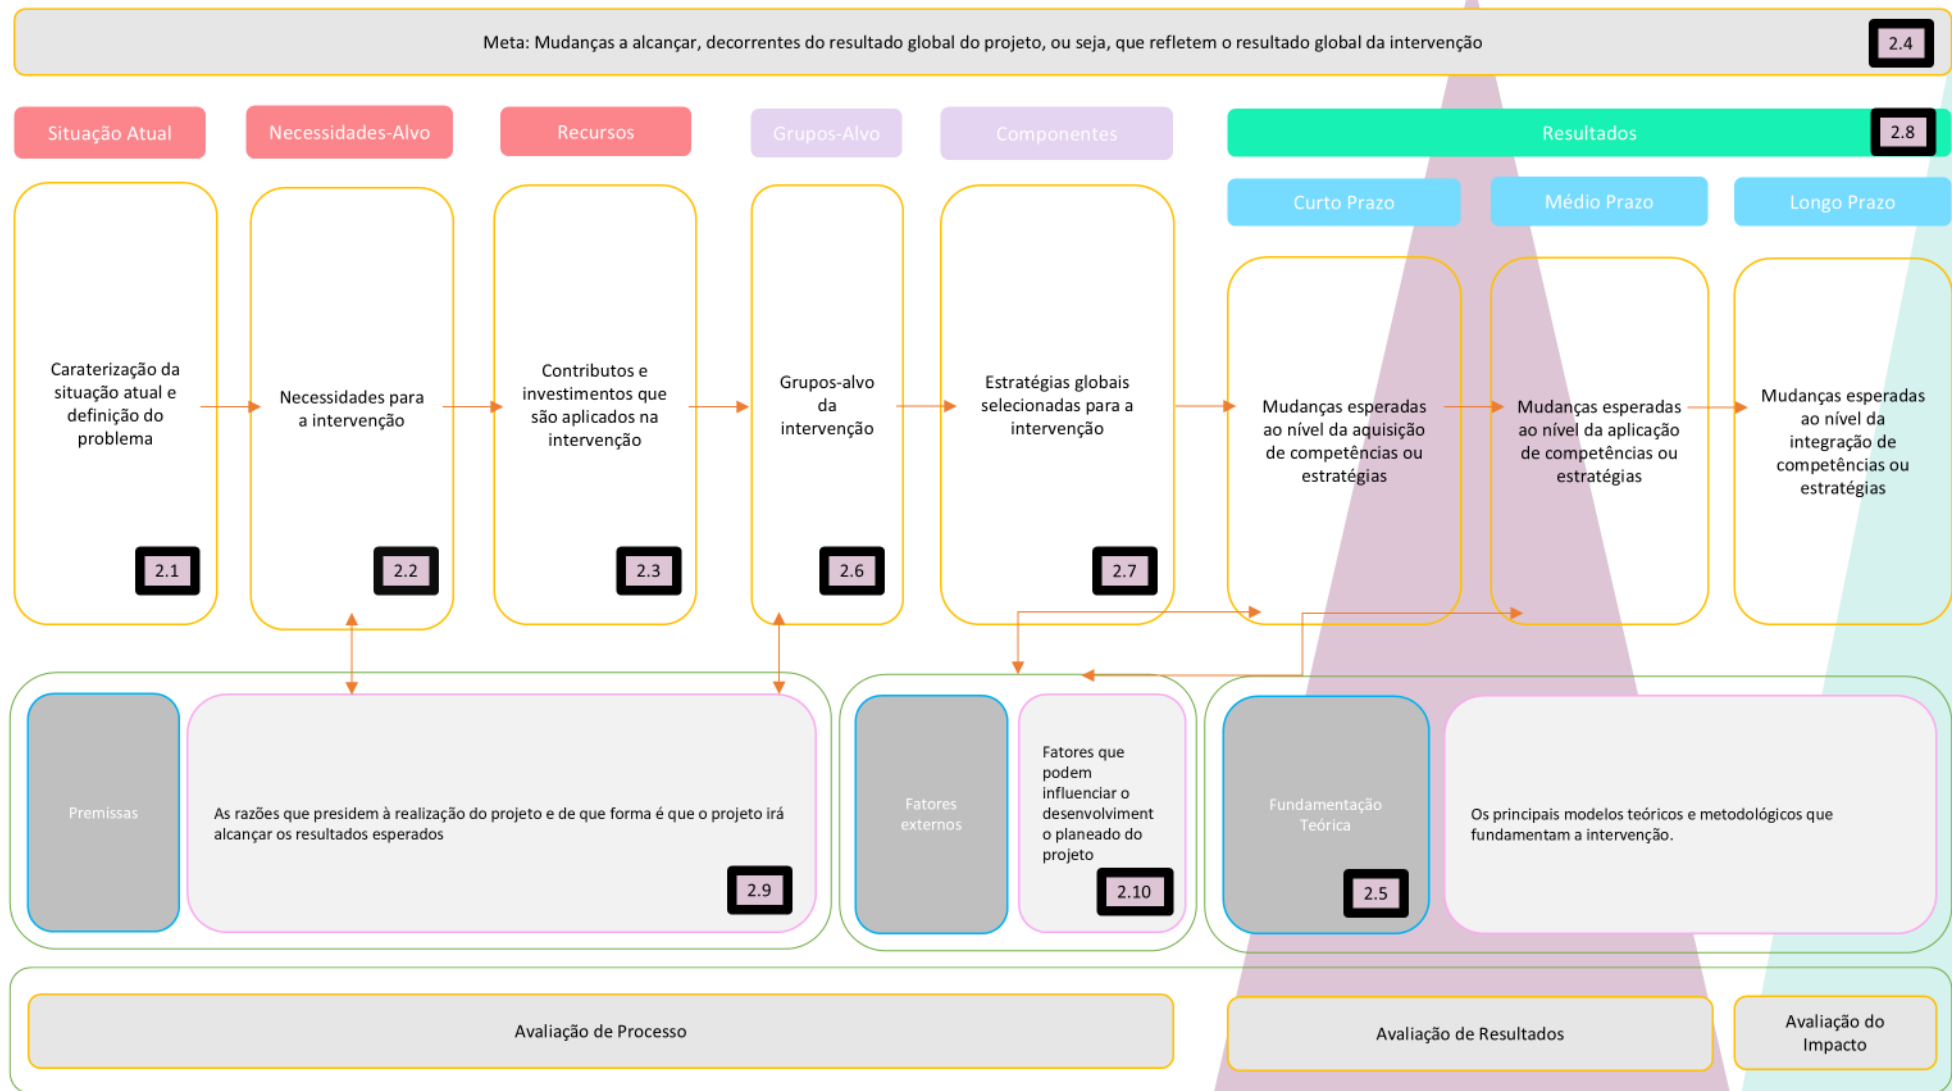 Meta: Mudanças a alcançar, decorrentes do resultado global do projeto, ou seja, que refletem o resultado global da intervenção
2.4
Situação Atual
Necessidades-Alvo
Recursos
Grupos-Alvo
Componentes
Resultados
2.8
Curto Prazo
Médio Prazo
Longo Prazo
Caraterização da
situação atual e
definição do
problema
2.1
Necessidades para
a intervenção
2.2
Contributos e
investimentos que
são aplicados na
intervenção
2.3
Grupos-alvo
da
intervenção
2.6
Estratégias globais
selecionadas para a
intervenção
2.7
Mudanças esperadas
ao nível da aquisição
de competências ou
estratégias
Mudanças esperadas
ao nível da aplicação
de competências ou
estratégias
Mudanças esperadas
ao nível da
integração de
competências ou
estratégias
Premissas
As razões que presidem à realização do projeto e de que forma é que o projeto irá
alcançar os resultados esperados
2.9
Fatores
externos
Fatores que
podem
influenciar o
desenvolviment
o planeado do
projeto
2.10
Fundamentação
Teórica
2.5
Os principais modelos teóricos e metodológicos que
fundamentam a intervenção.
Avaliação de Processo
Avaliação de Resultados
Avaliação do
Impacto